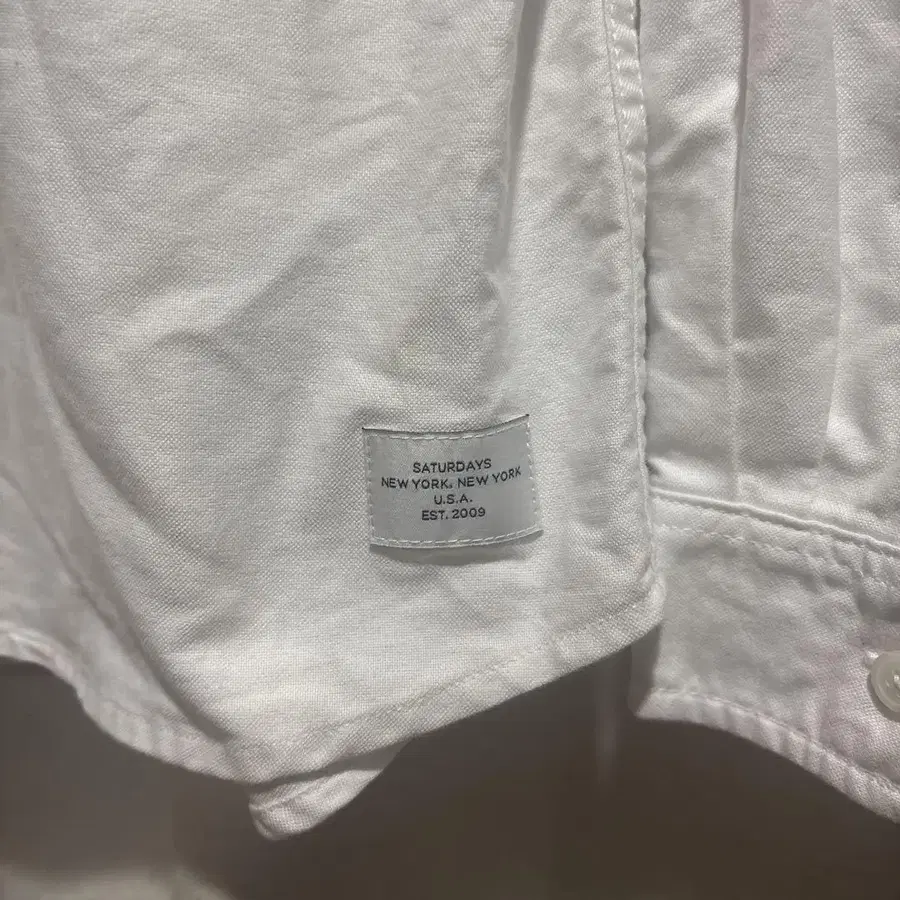 SATURDAYS
NEW YORK, NEW YORK
U.S.A.
EST. 2009